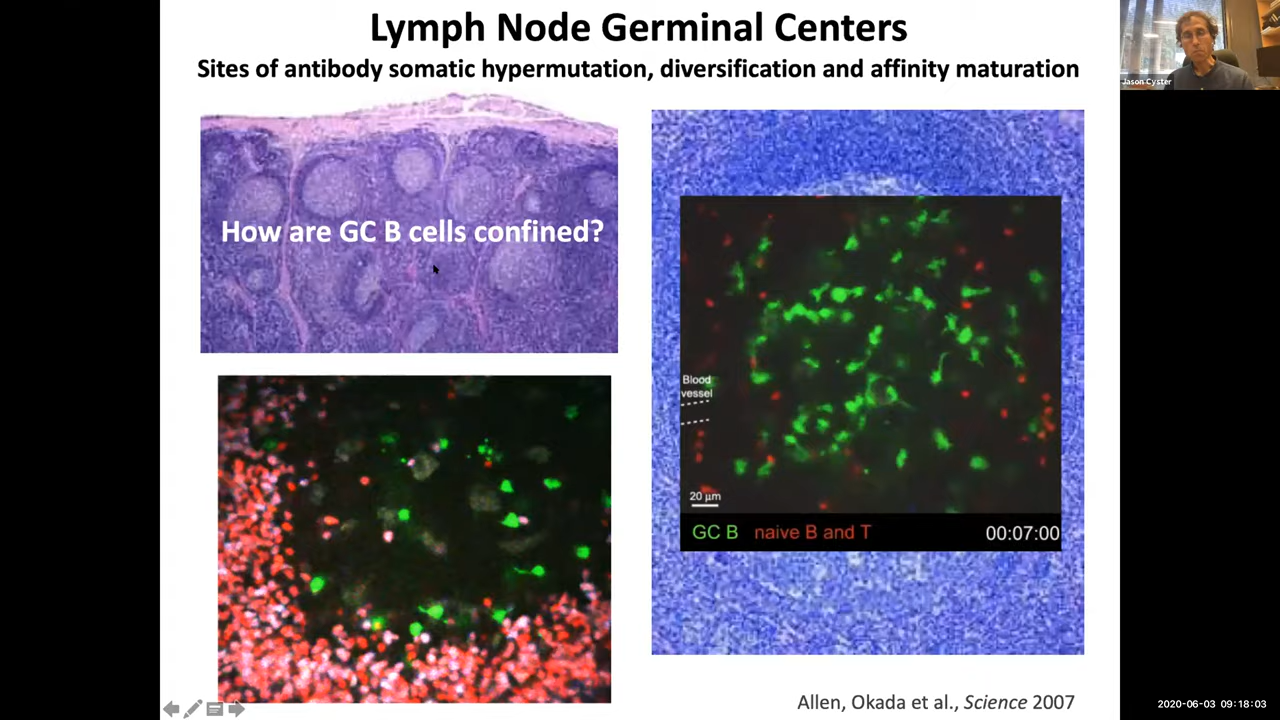 Lymph Node Germinal Centers
Sites of antibody somatic hypermutation, diversification and affinity maturation
Jason Cyster
How are GC B cells confined?
Blood
vessel
20 μm
GC B naive B and T 00:07:00
Allen, Okada et al., Science 2007
2020-06-03 09:18:03